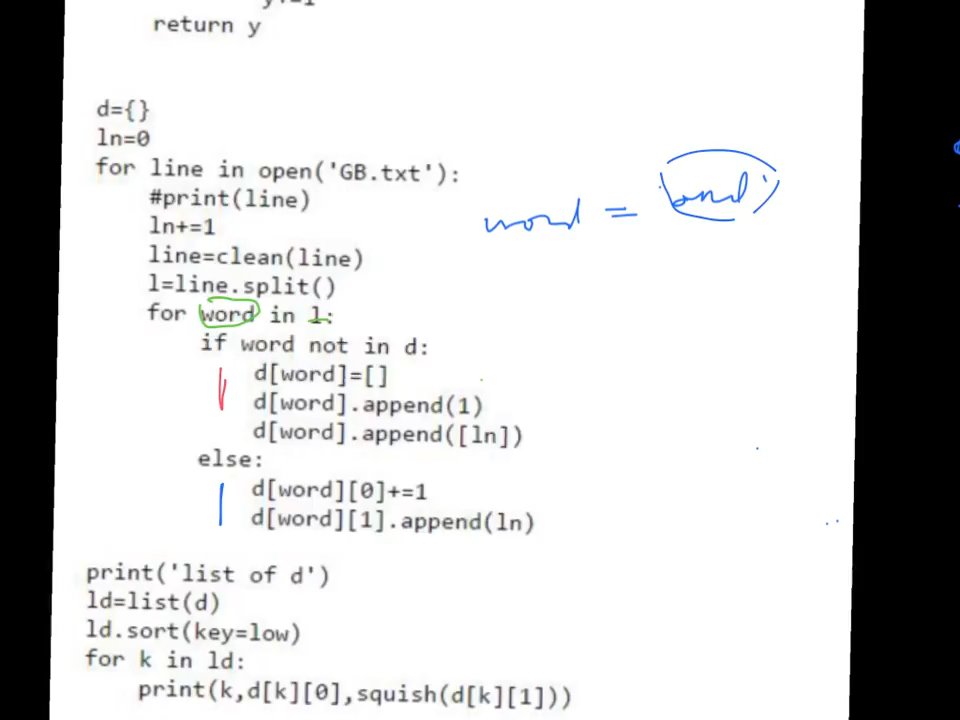 return y
d={}
ln=0
for line in open('GB.txt'):
#print(line)
ln+=1
word = 'and'
line=clean(line)
l=line.split()
for word in l:
if word not in d:
d[word]=[]
d[word].append(1)
d[word].append([ln])
else:
d[word][0]+=1
d[word][1].append(ln)
print('list of d')
ld=list(d)
ld.sort(key=low)
for k in ld:
print(k,d[k][0],squish(d[k][1]))